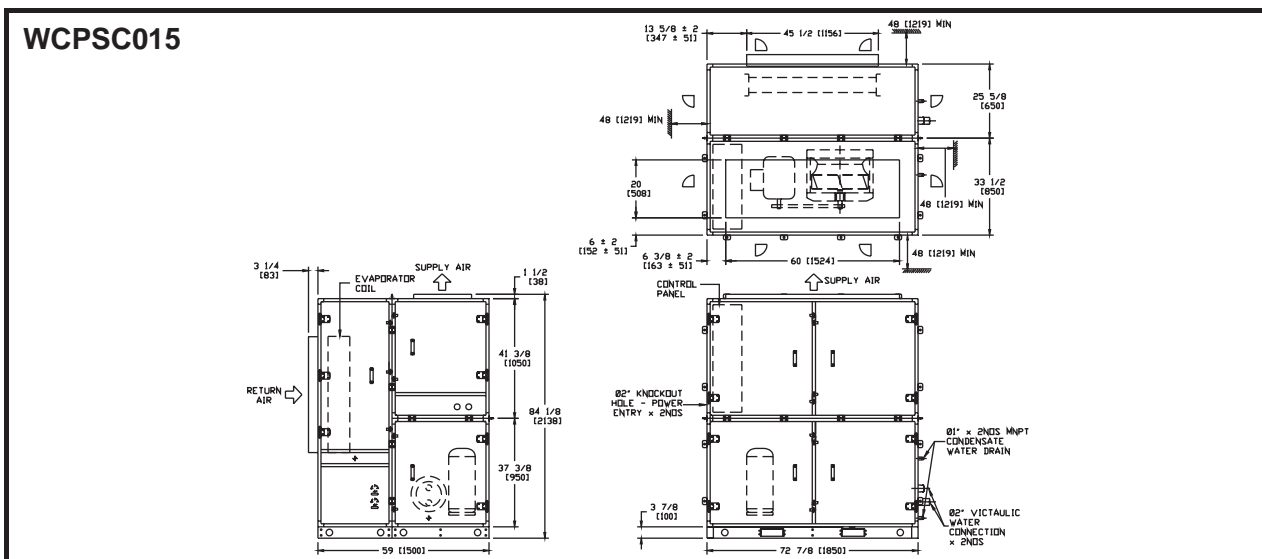 WCPSC015
13 5/8 ± 2
[347 ± 51]
45 1/2 [1156]
48 [1219] MIN
25 5/8
[650]
48 [1219] MIN
20
[508]
33 1/2
[850]
48 [1219] MIN
6 ± 2
[152 ± 51]
6 3/8 ± 2
[163 ± 51]
60 [1524]
48 [1219] MIN
3 1/4
[83]
EVAPORATOR
COIL
SUPPLY AIR
1 1/2
[38]
CONTROL
PANEL
SUPPLY AIR
41 3/8
[1050]
RETURN
AIR
84 1/8
[2138]
Ø2" KNOCKOUT
HOLE - POWER
ENTRY × 2NOS
37 3/8
[950]
Ø1" × 2NOS MNPT
CONDENSATE
WATER DRAIN
3 7/8
[100]
Ø2" VICTAULIC
WATER
CONNECTION
× 2NOS
59 [1500]
72 7/8 [1850]